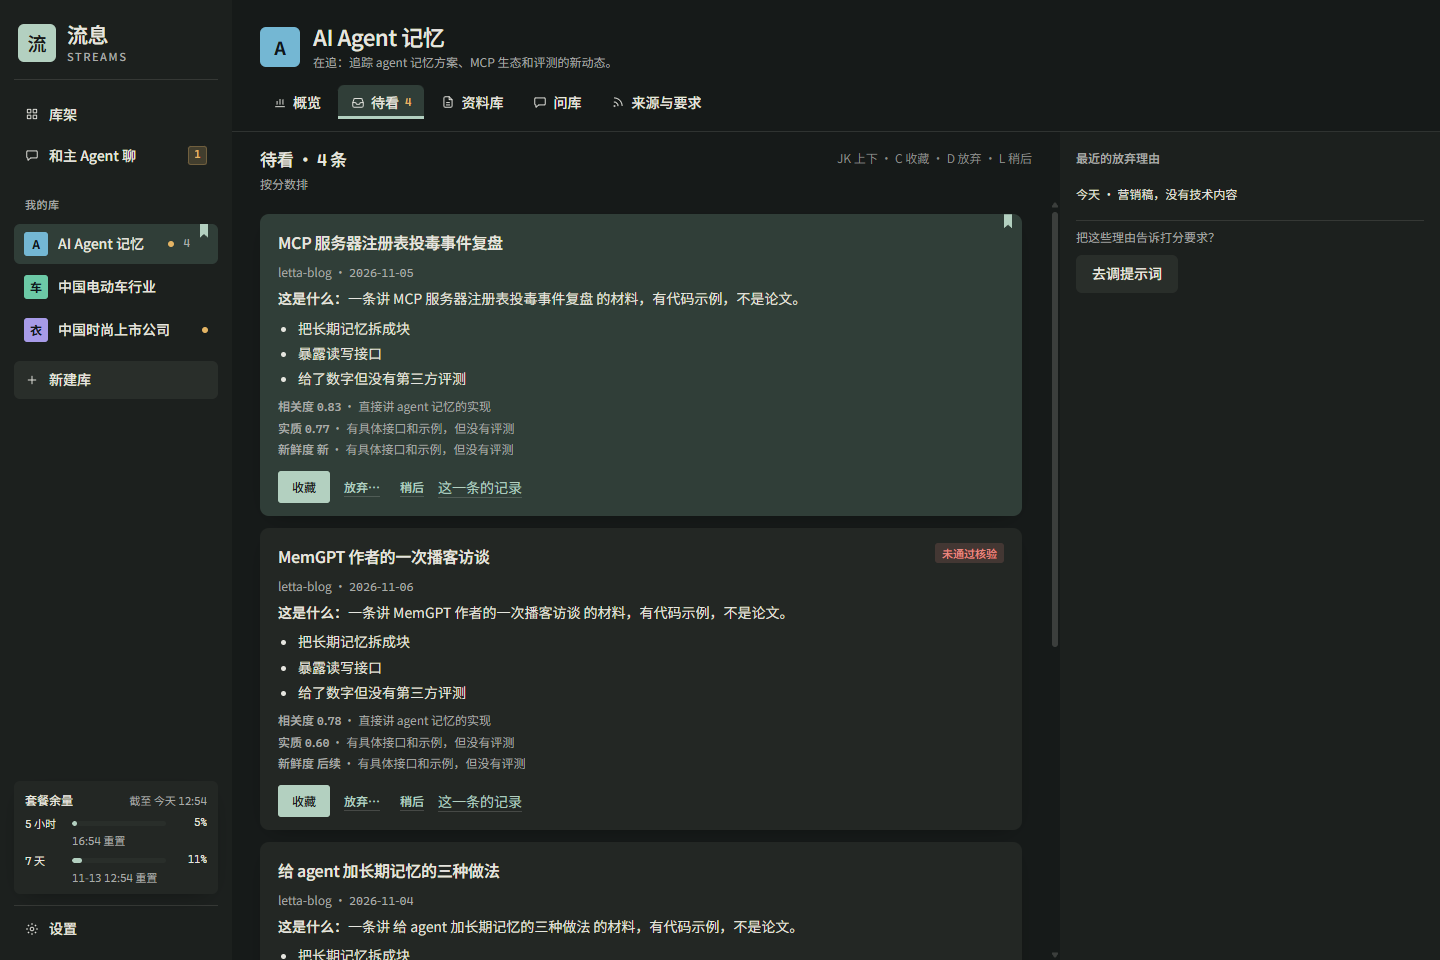 流
流息
STREAMS
库架
和主 Agent 聊 1
我的库
A AI Agent 记忆 4
车 中国电动车行业
衣 中国时尚上市公司
新建库
套餐余量 截至 今天 12:54
5 小时 5%
16:54 重置
7 天 11%
11-13 12:54 重置
设置
A
AI Agent 记忆
在追：追踪 agent 记忆方案、MCP 生态和评测的新动态。
概览 待看 4 资料库 问库 来源与要求
待看 · 4 条
JK 上下 · C 收藏 · D 放弃 · L 稍后
按分数排
MCP 服务器注册表投毒事件复盘
letta-blog · 2026-11-05
这是什么：一条讲 MCP 服务器注册表投毒事件复盘 的材料，有代码示例，不是论文。
• 把长期记忆拆成块
• 暴露读写接口
• 给了数字但没有第三方评测
相关度 0.83 · 直接讲 agent 记忆的实现
实质 0.77 · 有具体接口和示例，但没有评测
新鲜度 新 · 有具体接口和示例，但没有评测
收藏 放弃… 稍后 这一条的记录
MemGPT 作者的一次播客访谈
未通过核验
letta-blog · 2026-11-06
这是什么：一条讲 MemGPT 作者的一次播客访谈 的材料，有代码示例，不是论文。
• 把长期记忆拆成块
• 暴露读写接口
• 给了数字但没有第三方评测
相关度 0.78 · 直接讲 agent 记忆的实现
实质 0.60 · 有具体接口和示例，但没有评测
新鲜度 后续 · 有具体接口和示例，但没有评测
收藏 放弃… 稍后 这一条的记录
给 agent 加长期记忆的三种做法
letta-blog · 2026-11-04
这是什么：一条讲 给 agent 加长期记忆的三种做法 的材料，有代码示例，不是论文。
• 把长期记忆拆成块
最近的放弃理由
今天 · 营销稿，没有技术内容
把这些理由告诉打分要求？
去调提示词